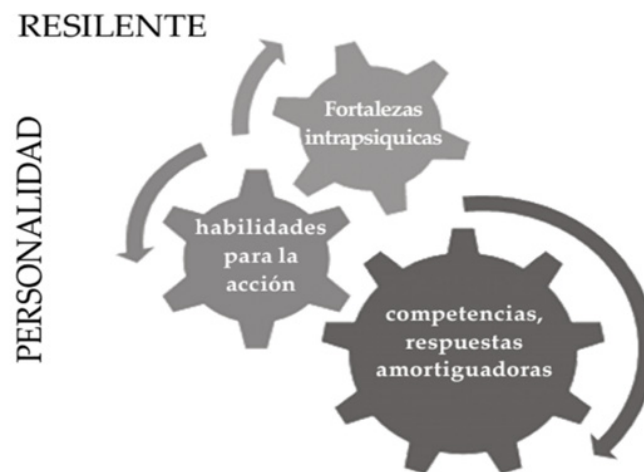 RESILENTE
PERSONALIDAD
Fortalezas
intrapsiquicas
habilidades
para la
acción
competencias,
respuestas
amortiguadoras